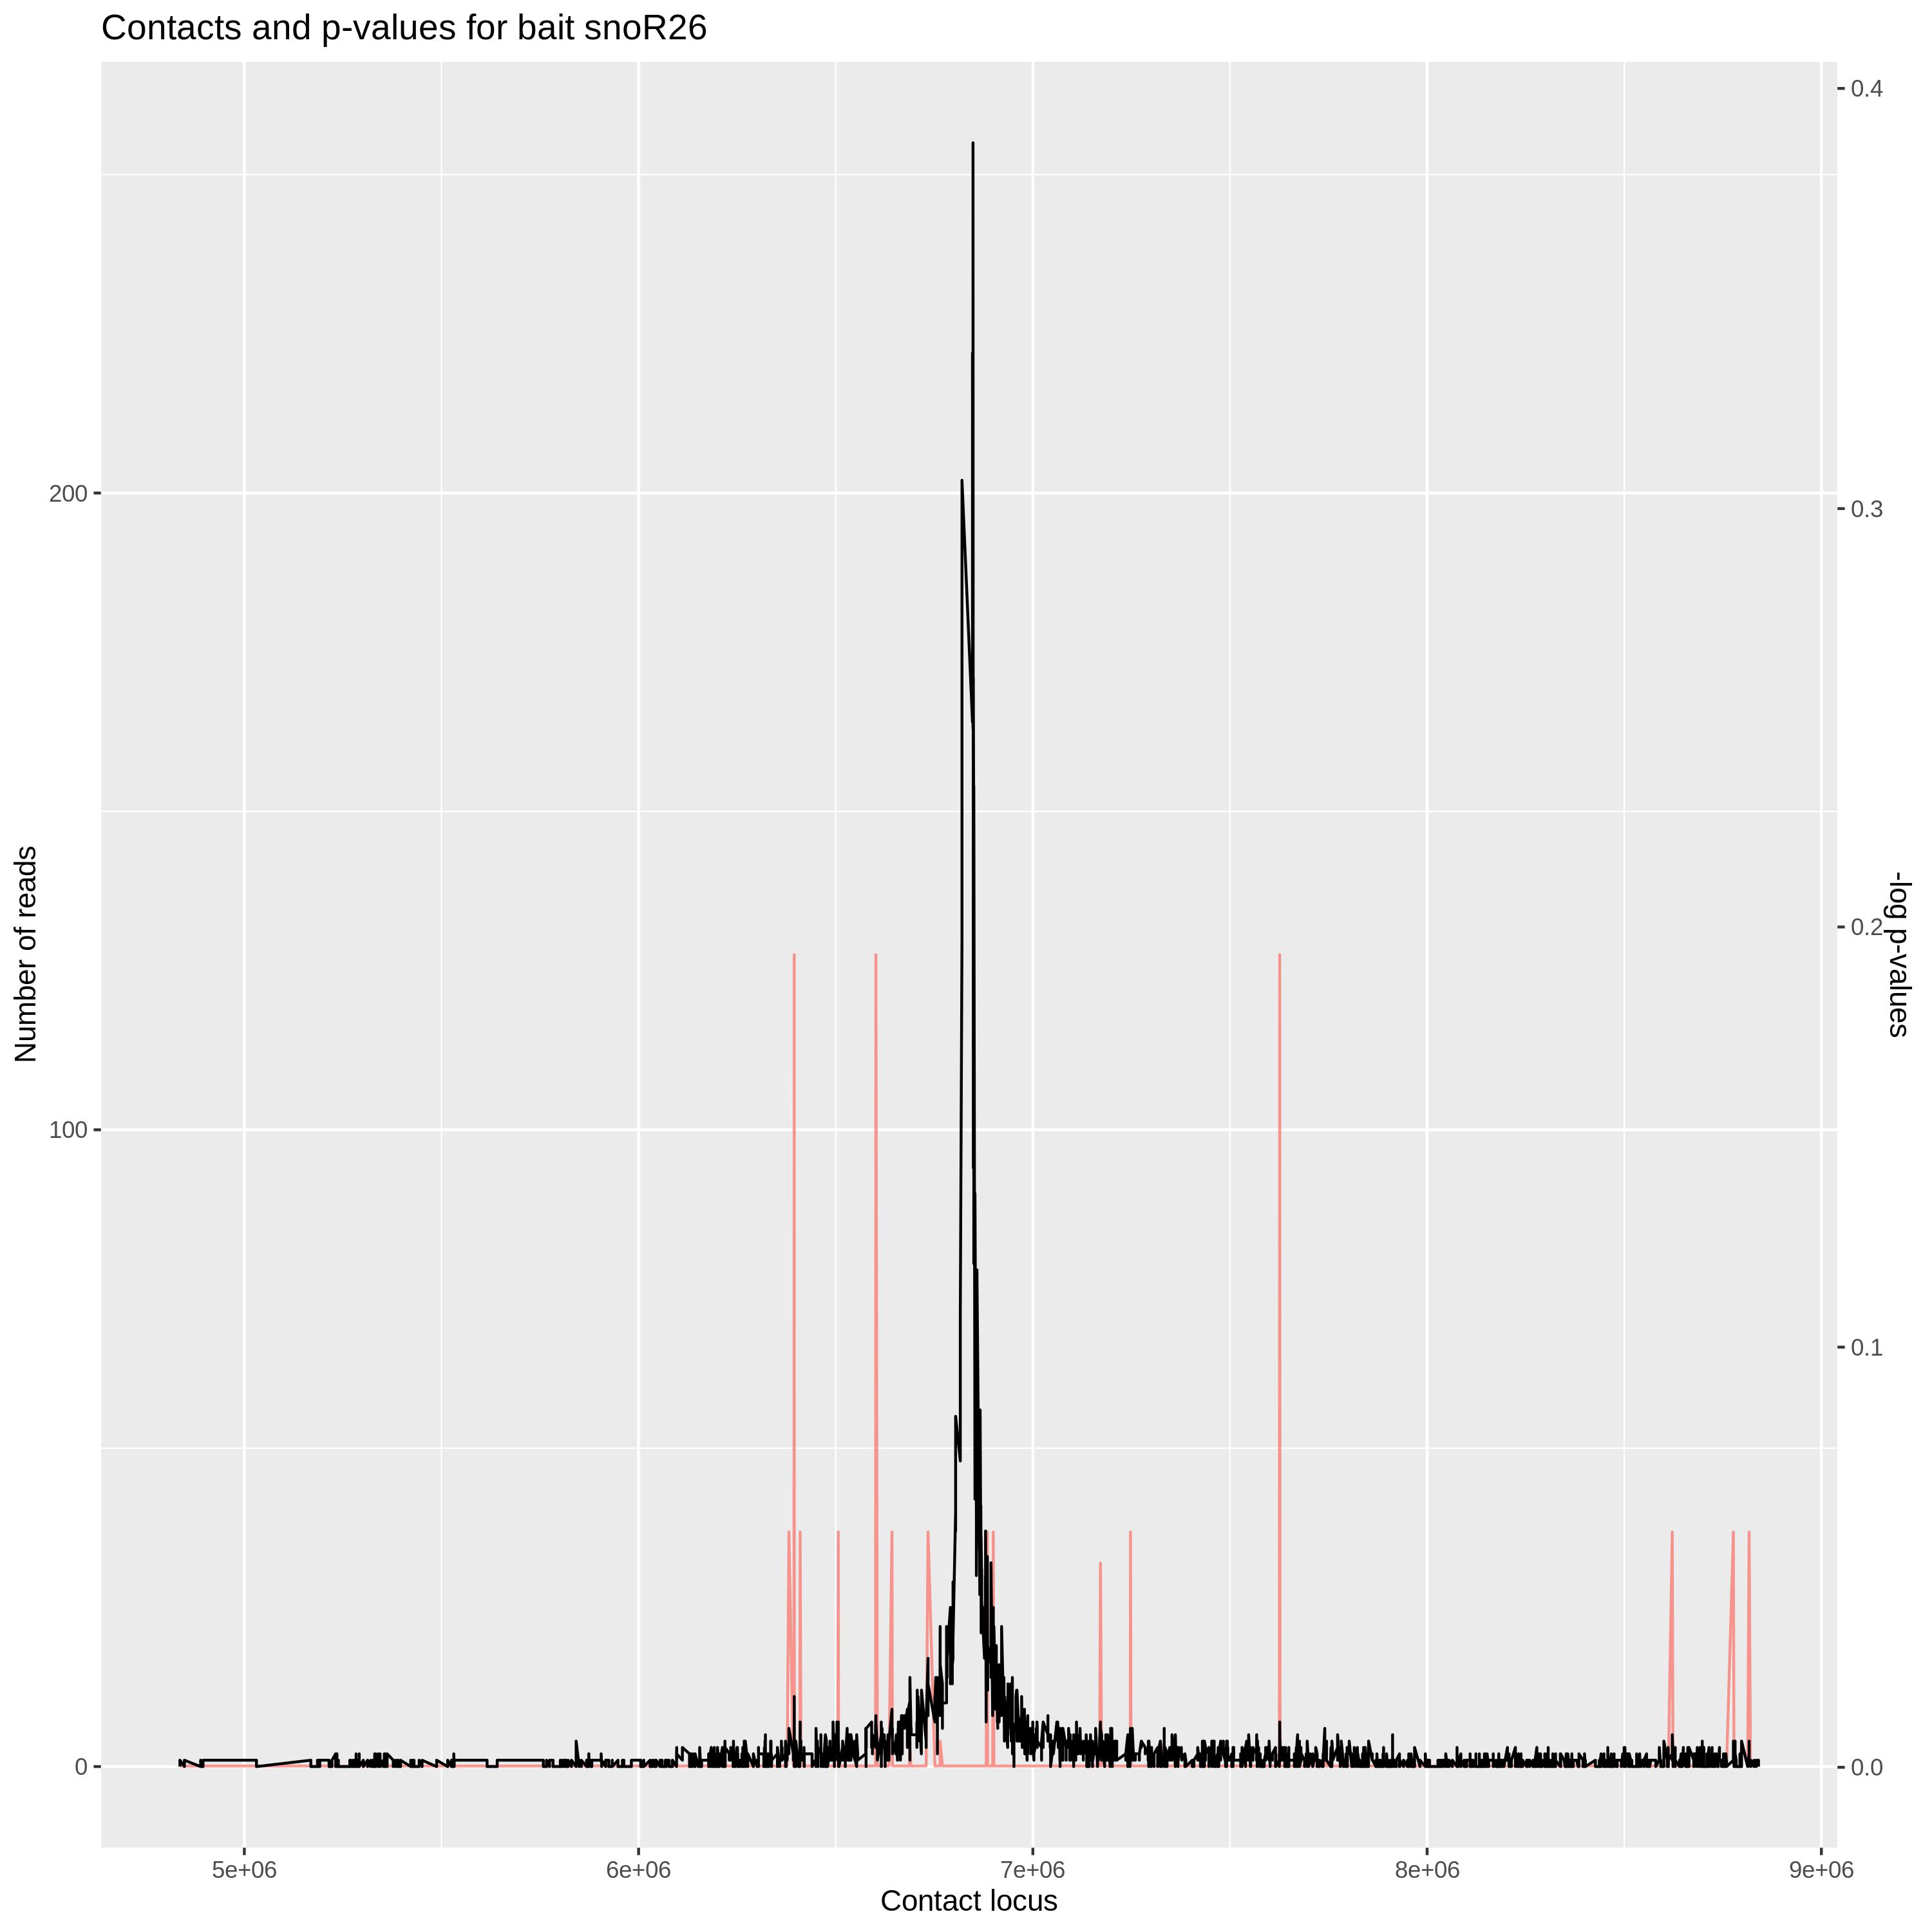 Contacts and p-values for bait snoR26
0.4
200
0.3
0.2
Number of reads
-log p-values
100
0.1
0
0.0
5e+06 6e+06 7e+06 8e+06 9e+06
Contact locus